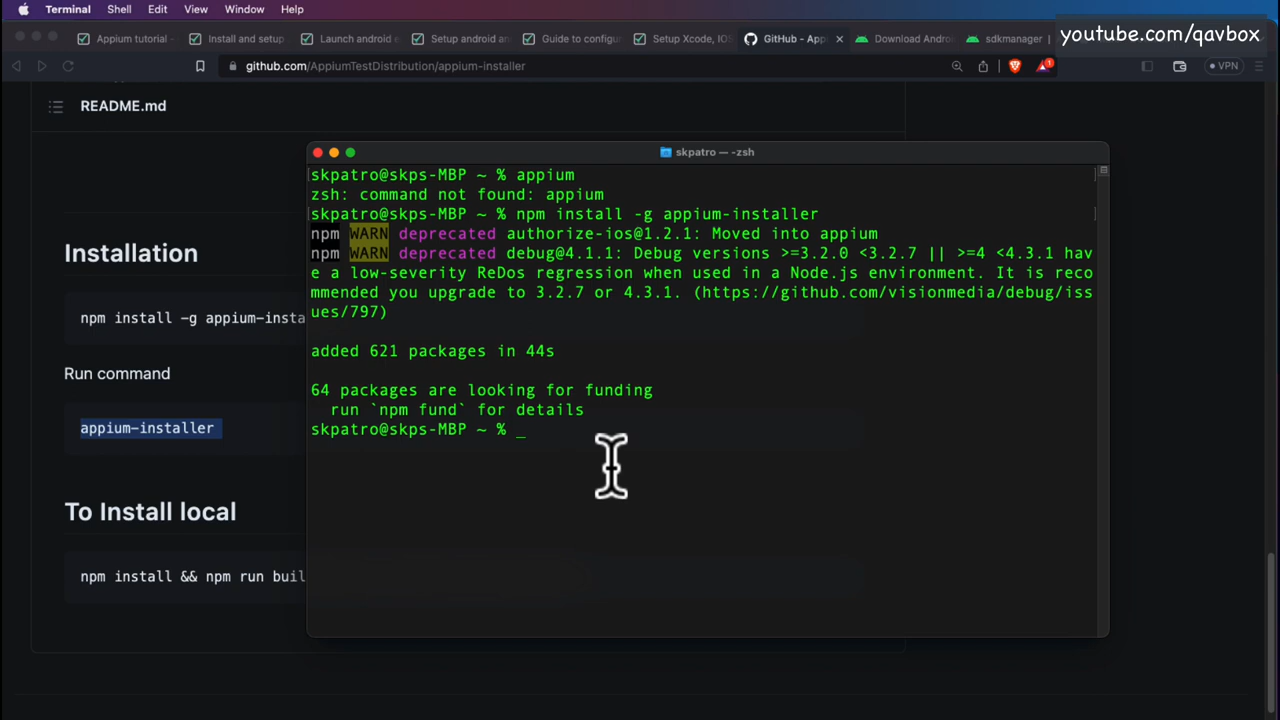 Terminal Shell Edit View Window Help
youtube.com/qavbox
Appium tutorial - Install and setup Launch android e Setup android an Guide to configu Setup Xcode, IOS GitHub - App Download Andro sdkmanager
github.com/AppiumTestDistribution/appium-installer
1
VPN
README.md
skpatro — -zsh
skpatro@skps-MBP ~ % appium
zsh: command not found: appium
skpatro@skps-MBP ~ % npm install -g appium-installer
npm WARN deprecated authorize-ios@1.2.1: Moved into appium
npm WARN deprecated debug@4.1.1: Debug versions >=3.2.0 <3.2.7 || >=4 <4.3.1 hav
e a low-severity ReDos regression when used in a Node.js environment. It is reco
mmended you upgrade to 3.2.7 or 4.3.1. (https://github.com/visionmedia/debug/iss
ues/797)
added 621 packages in 44s
64 packages are looking for funding
run `npm fund` for details
skpatro@skps-MBP ~ % _
Installation
npm install -g appium-insta
Run command
appium-installer
To Install local
npm install && npm run buil